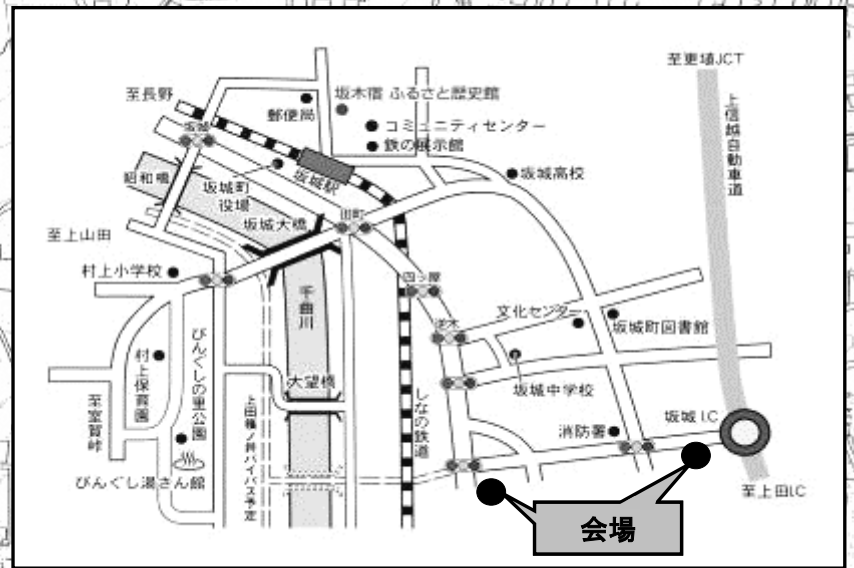 至更埴JCT
至長野
坂木宿 ふるさと歴史館
郵便局
上信越自動車道
コミュニティセンター
坂城
鉄の展示館
昭和橋
坂城駅
坂城高校
坂城町役場
坂城大橋
田町
至上山田
村上小学校
四ッ屋
千曲川
文化センター
逆木
坂城町図書館
びんぐしの里公園
村上保育園
大望橋
坂城中学校
しなの鉄道
至室賀峠
坂城 I.C
消防署
上田篠ノ井バイパス予定
びんぐし湯さん館
至上田I.C
会場